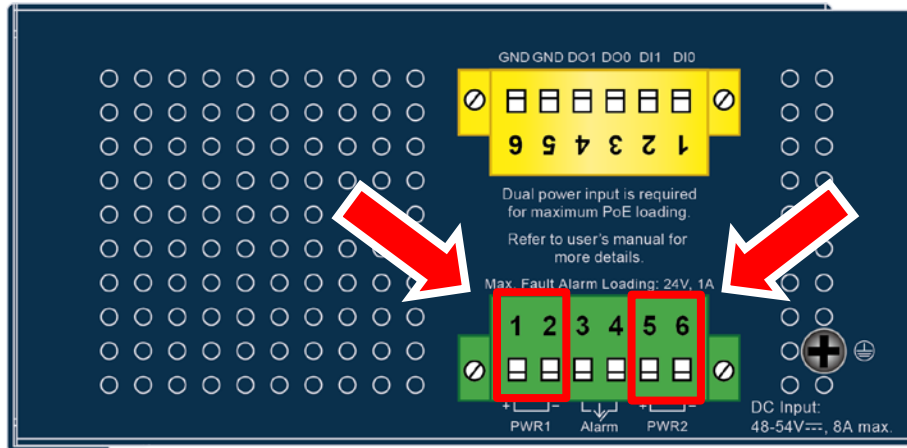 GND GND DO1 DO0 DI1 DI0
6 5 4 3 2 1
Dual power input is required
for maximum PoE loading.
Refer to user's manual for
more details.
Max. Fault Alarm Loading: 24V, 1A
1 2 3 4 5 6
+ − + −
PWR1 Alarm PWR2
DC Input:
48-54V⎓, 8A max.